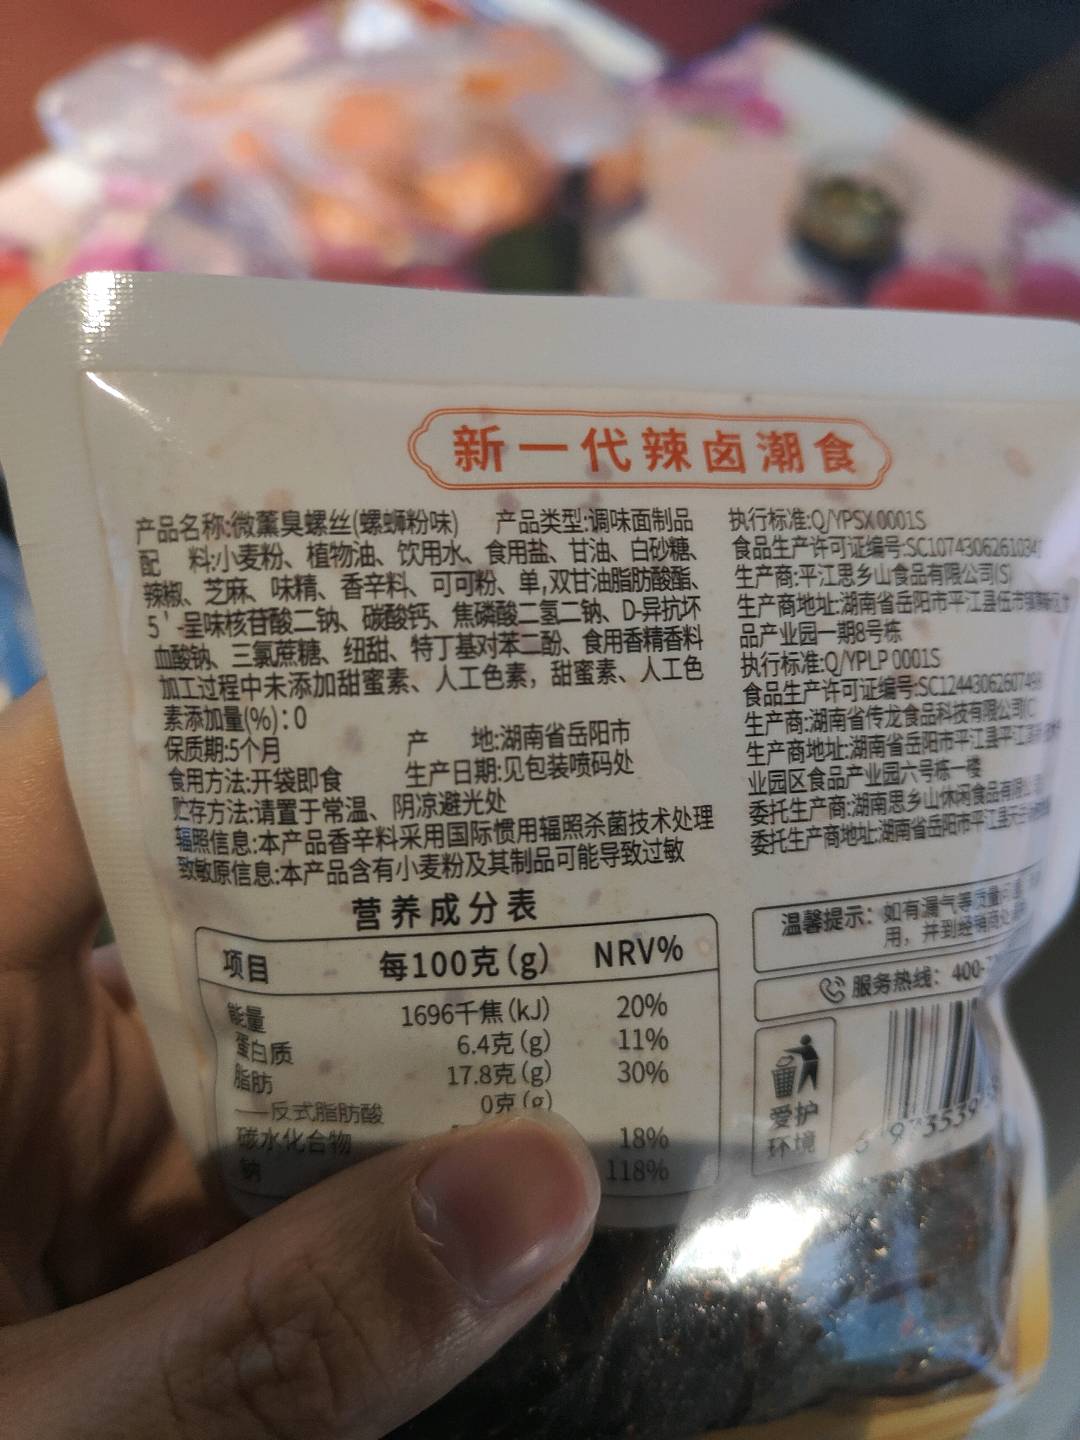 新一代辣卤潮食
产品名称:微薰臭螺丝(螺蛳粉味) 产品类型:调味面制品
配 料:小麦粉、植物油、饮用水、食用盐、甘油、白砂糖、
辣椒、芝麻、味精、香辛料、可可粉、单,双甘油脂肪酸酯、
5'-呈味核苷酸二钠、碳酸钙、焦磷酸二氢二钠、D-异抗坏
血酸钠、三氯蔗糖、纽甜、特丁基对苯二酚、食用香精香料
加工过程中未添加甜蜜素、人工色素，甜蜜素、人工色
素添加量(%):0
保质期:5个月 产 地:湖南省岳阳市
食用方法:开袋即食 生产日期:见包装喷码处
贮存方法:请置于常温、阴凉避光处
辐照信息:本产品香辛料采用国际惯用辐照杀菌技术处理
致敏原信息:本产品含有小麦粉及其制品可能导致过敏
执行标准:Q/YPSX0001S
食品生产许可证编号:SC1074306261034
生产商:平江思乡山食品有限公司(S)
生产商地址:湖南省岳阳市平江县伍市镇
品产业园一期8号栋
执行标准:Q/YPLP 0001S
食品生产许可证编号:SC124430626074
生产商:湖南省传龙食品科技有限公司(C
生产商地址:湖南省岳阳市平江县平江
业园区食品产业园六号栋一楼
委托生产商:湖南思乡山休闲食品有限
委托生产商地址:湖南省岳阳市平江县
营养成分表
项目 每100克(g) NRV%
能量 1696千焦(kJ) 20%
蛋白质 6.4克(g) 11%
脂肪 17.8克(g) 30%
——反式脂肪酸 0克(g)
碳水化合物 18%
钠 118%
温馨提示: 如有漏气等质量问
用，并到经销商处
服务热线: 400-
爱护
环境
6 973539